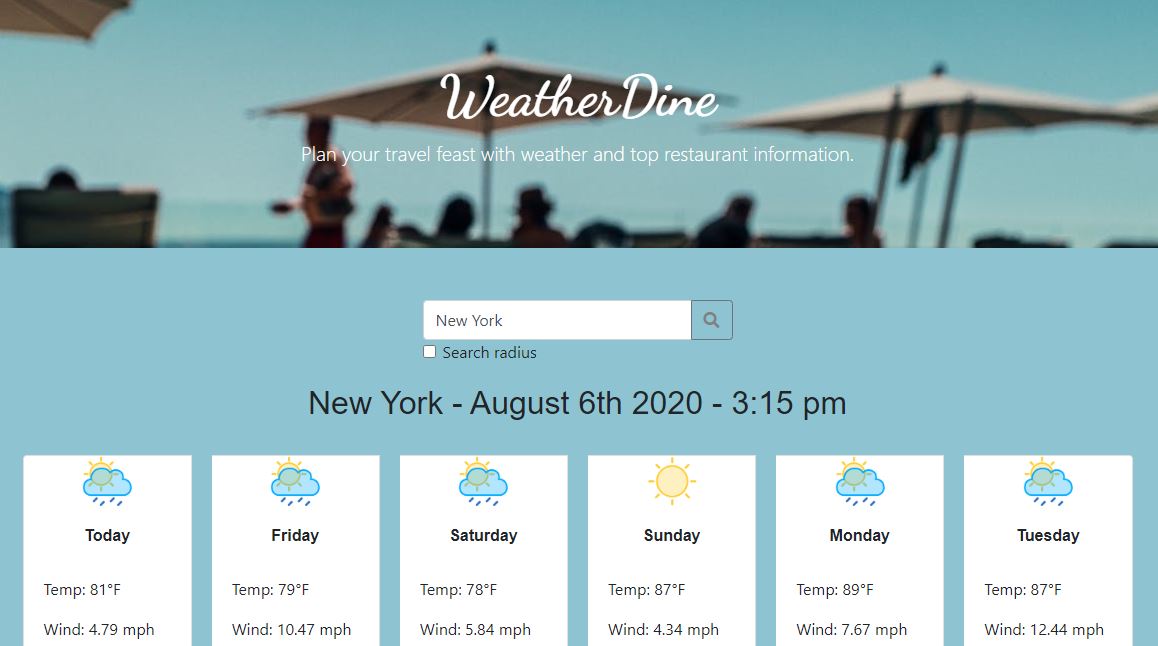 WeatherDine
Plan your travel feast with weather and top restaurant information.
New York
Search radius
New York - August 6th 2020 - 3:15 pm
Today
Temp: 81°F
Wind: 4.79 mph
Friday
Temp: 79°F
Wind: 10.47 mph
Saturday
Temp: 78°F
Wind: 5.84 mph
Sunday
Temp: 87°F
Wind: 4.34 mph
Monday
Temp: 89°F
Wind: 7.67 mph
Tuesday
Temp: 87°F
Wind: 12.44 mph